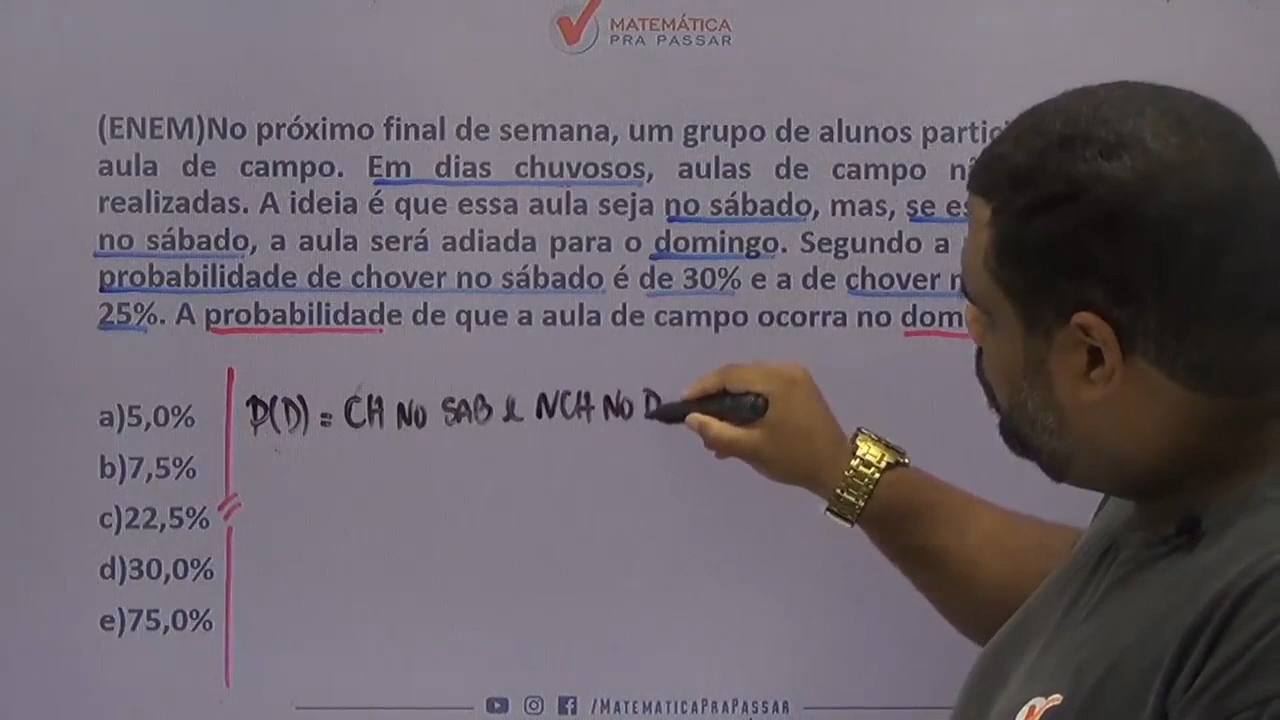 MATEMÁTICA
PRA PASSAR
(ENEM)No próximo final de semana, um grupo de alunos
aula de campo. Em dias chuvosos, aulas de campo
realizadas. A ideia é que essa aula seja no sábado, mas, se
no sábado, a aula será adiada para o domingo. Segundo a
probabilidade de chover no sábado é de 30% e a de chover
25%. A probabilidade de que a aula de campo ocorra no
a)5,0%
P(D) = CH NO SAB e NCH NO D
b)7,5%
c)22,5%
d)30,0%
e)75,0%
/MATEMATICAPRAPASSAR